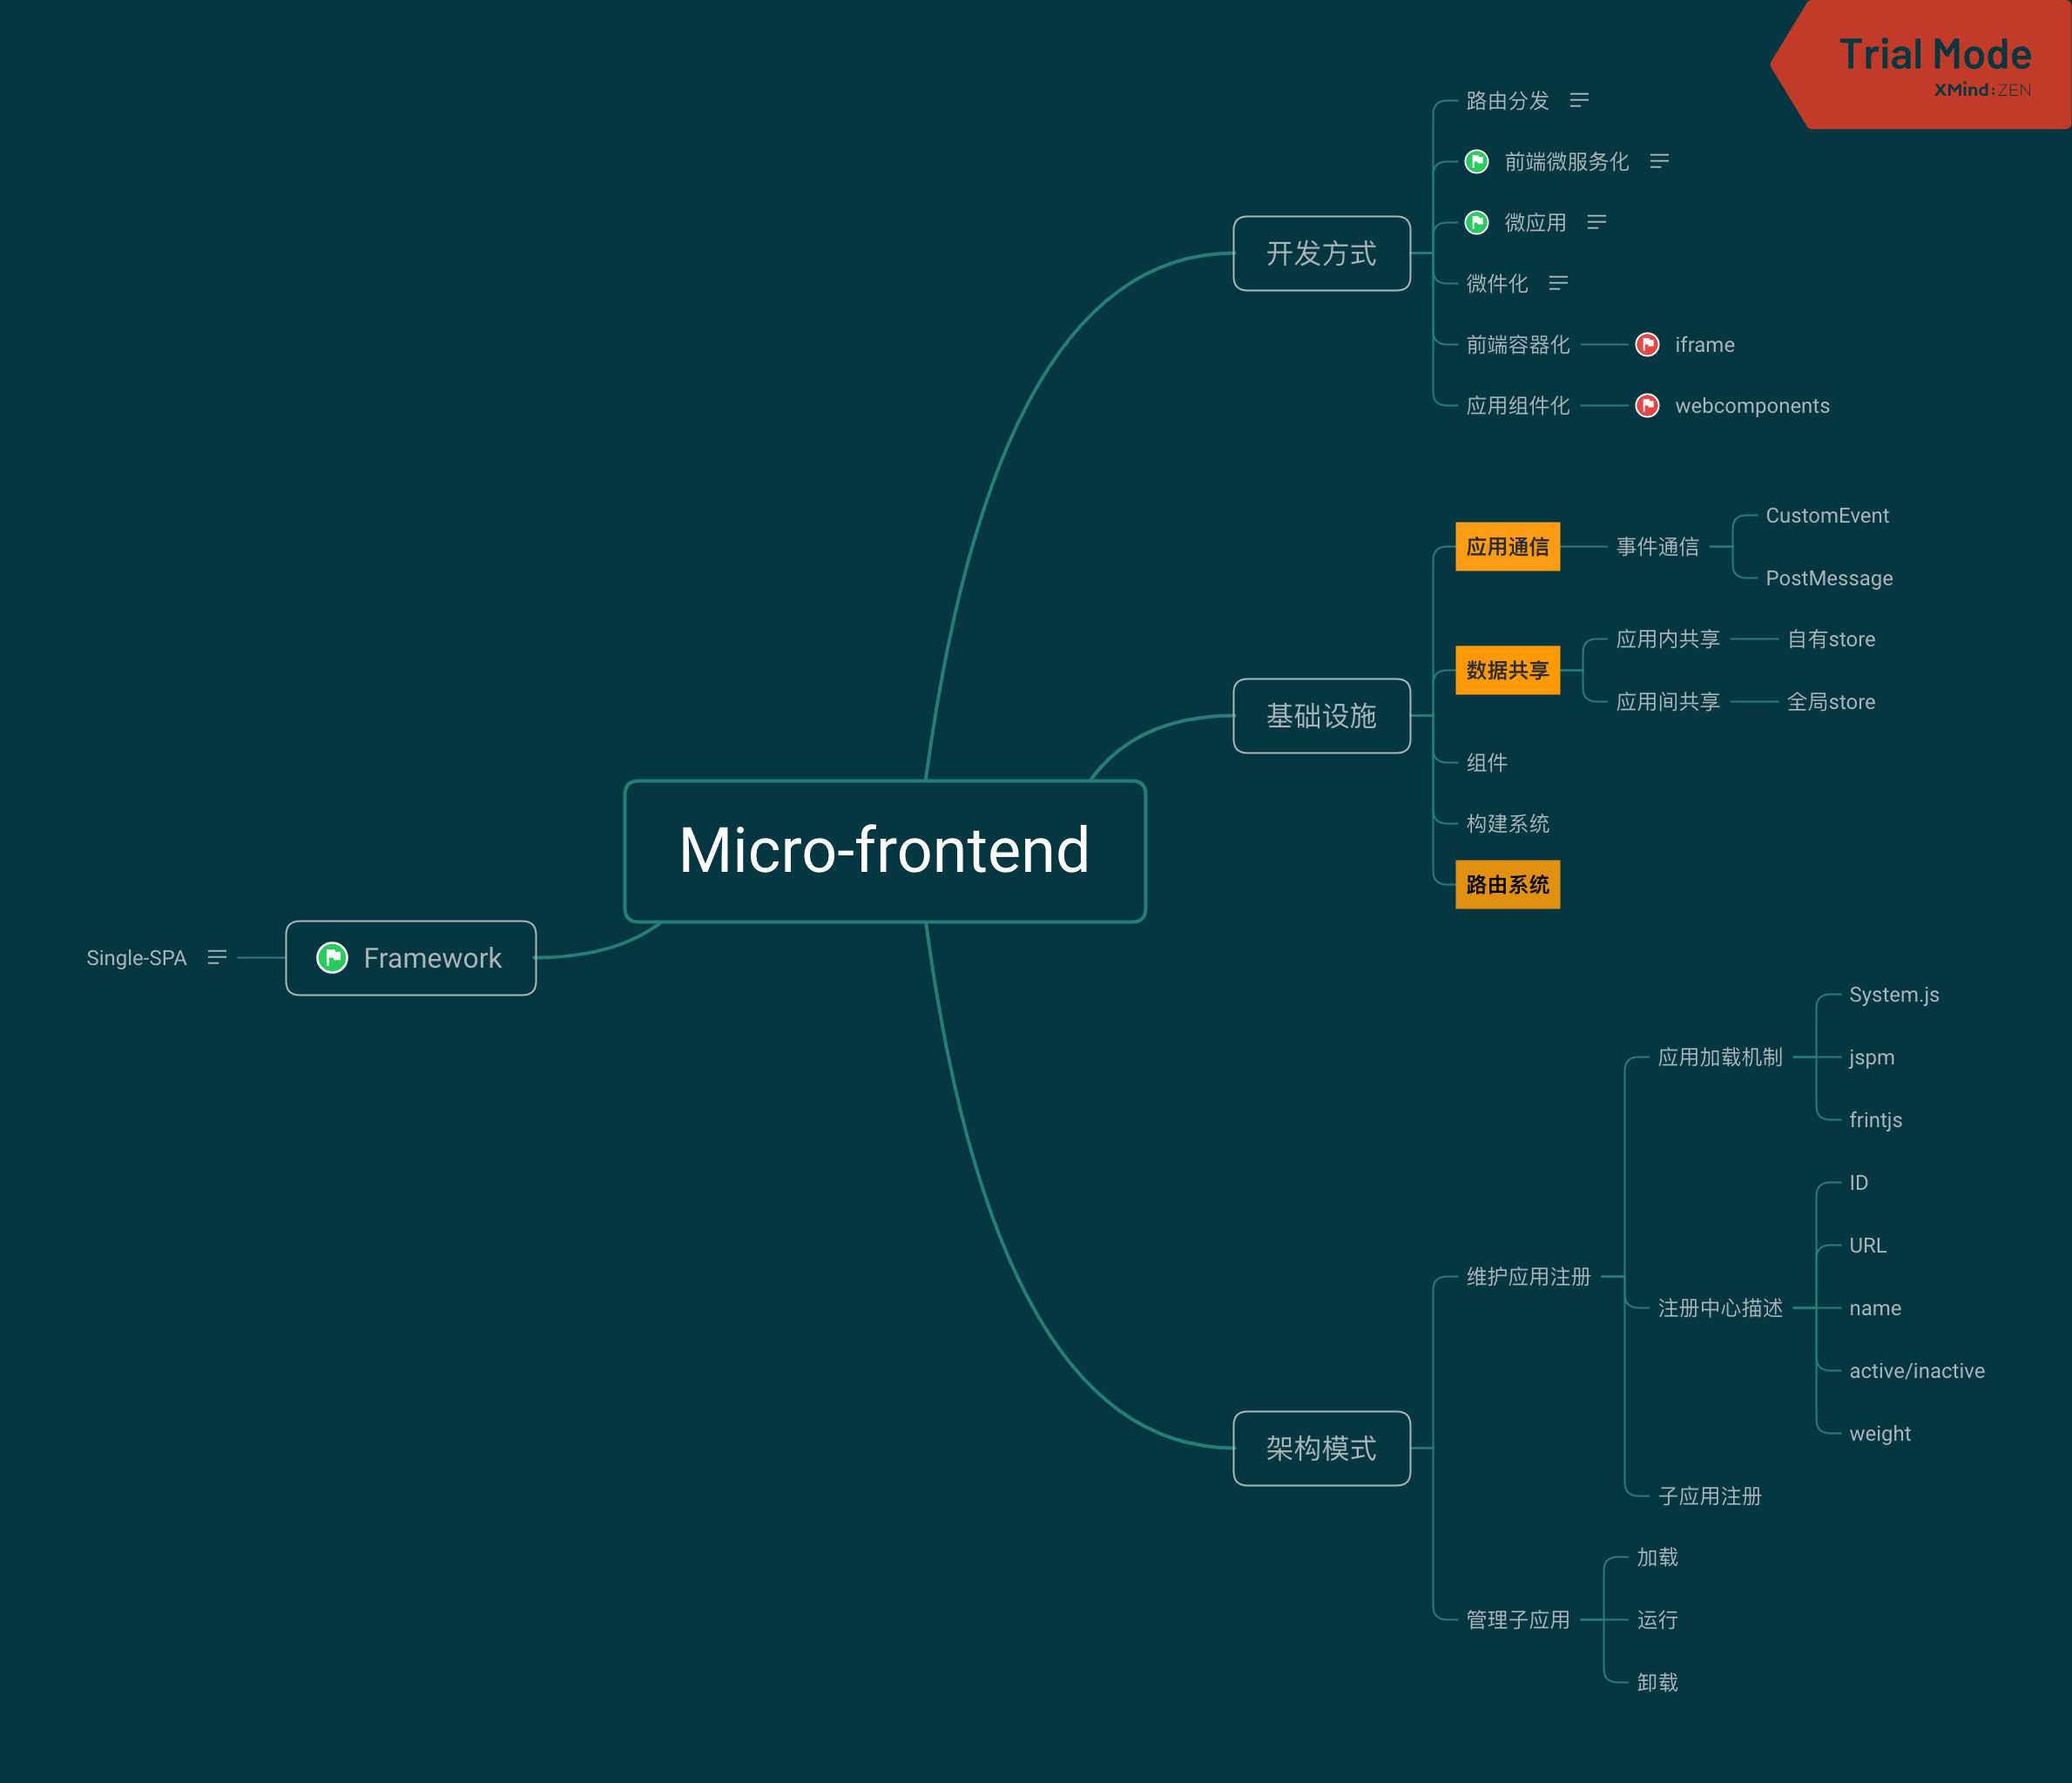 Trial Mode
XMind:ZEN
Micro-frontend
开发方式
路由分发
前端微服务化
微应用
微件化
前端容器化
iframe
应用组件化
webcomponents
基础设施
应用通信
事件通信
CustomEvent
PostMessage
数据共享
应用内共享
自有store
应用间共享
全局store
组件
构建系统
路由系统
架构模式
维护应用注册
应用加载机制
System.js
jspm
frintjs
注册中心描述
ID
URL
name
active/inactive
weight
子应用注册
管理子应用
加载
运行
卸载
Framework
Single-SPA